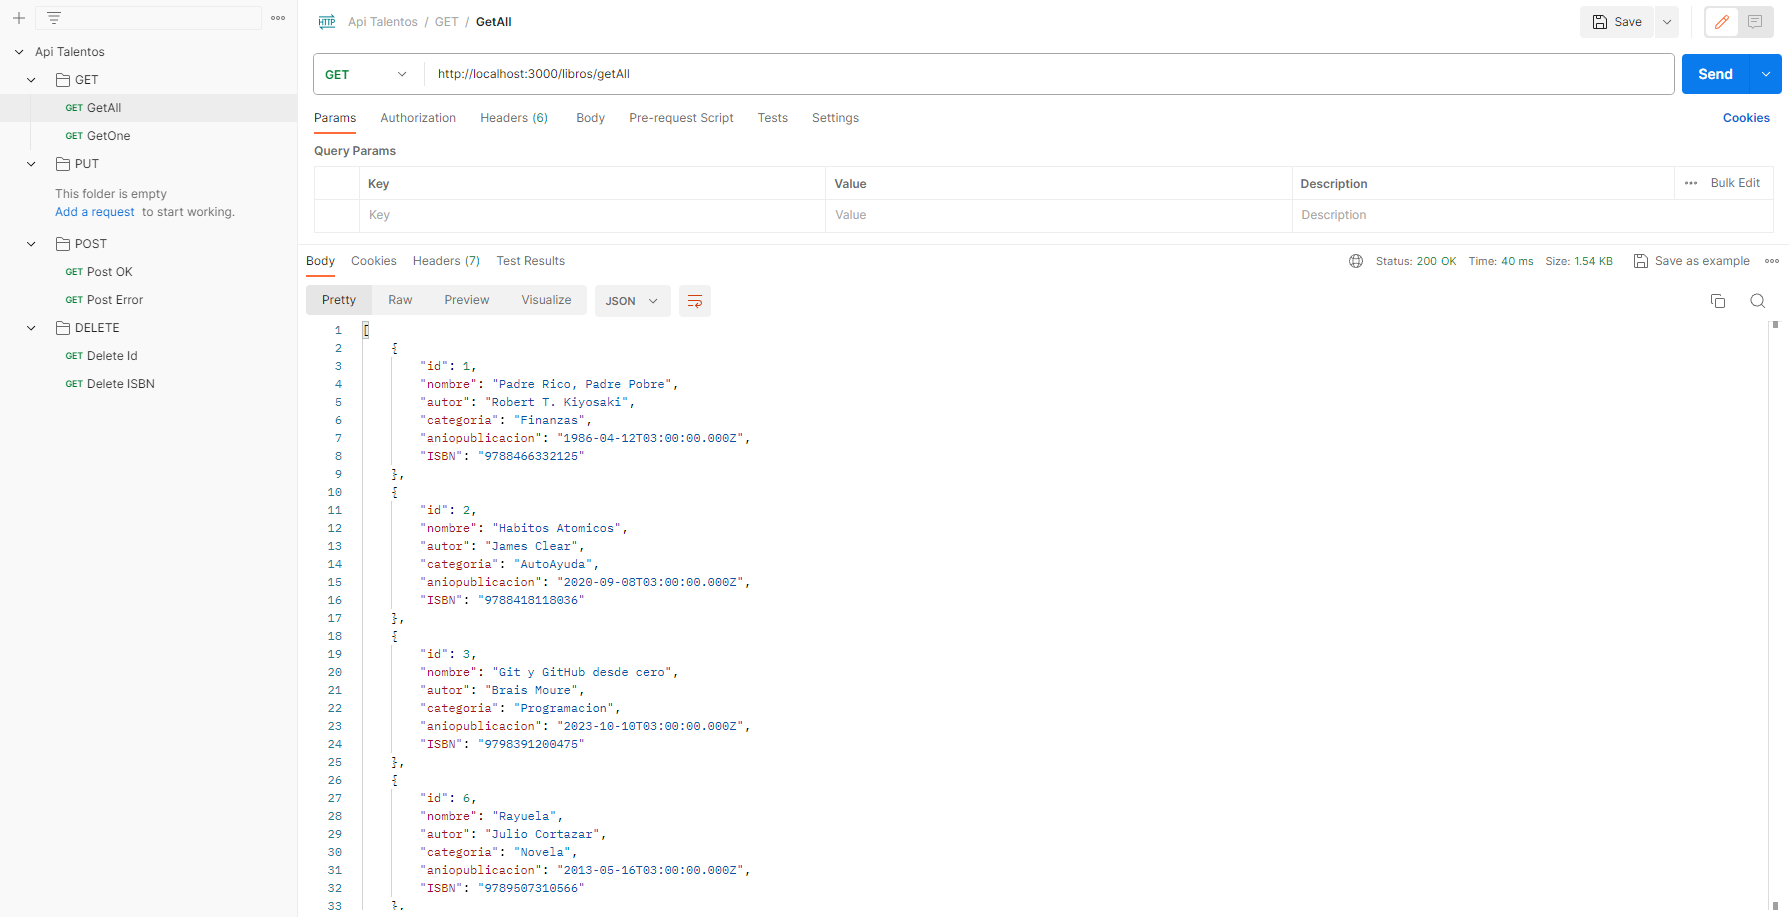 Api Talentos
GET
GET GetAll
GET GetOne
PUT
This folder is empty
Add a request to start working.
POST
GET Post OK
GET Post Error
DELETE
GET Delete Id
GET Delete ISBN
HTTP Api Talentos / GET / GetAll
Save
GET http://localhost:3000/libros/getAll
Send
Params Authorization Headers (6) Body Pre-request Script Tests Settings Cookies
Query Params
Key Value Description Bulk Edit
Key Value Description
Body Cookies Headers (7) Test Results Status: 200 OK Time: 40 ms Size: 1.54 KB Save as example
Pretty Raw Preview Visualize JSON
1 [
2 {
3 "id": 1,
4 "nombre": "Padre Rico, Padre Pobre",
5 "autor": "Robert T. Kiyosaki",
6 "categoria": "Finanzas",
7 "aniopublicacion": "1986-04-12T03:00:00.000Z",
8 "ISBN": "9788466332125"
9 },
10 {
11 "id": 2,
12 "nombre": "Habitos Atomicos",
13 "autor": "James Clear",
14 "categoria": "AutoAyuda",
15 "aniopublicacion": "2020-09-08T03:00:00.000Z",
16 "ISBN": "9788418118036"
17 },
18 {
19 "id": 3,
20 "nombre": "Git y GitHub desde cero",
21 "autor": "Brais Moure",
22 "categoria": "Programacion",
23 "aniopublicacion": "2023-10-10T03:00:00.000Z",
24 "ISBN": "9798391200475"
25 },
26 {
27 "id": 6,
28 "nombre": "Rayuela",
29 "autor": "Julio Cortazar",
30 "categoria": "Novela",
31 "aniopublicacion": "2013-05-16T03:00:00.000Z",
32 "ISBN": "9789507310566"
33 },